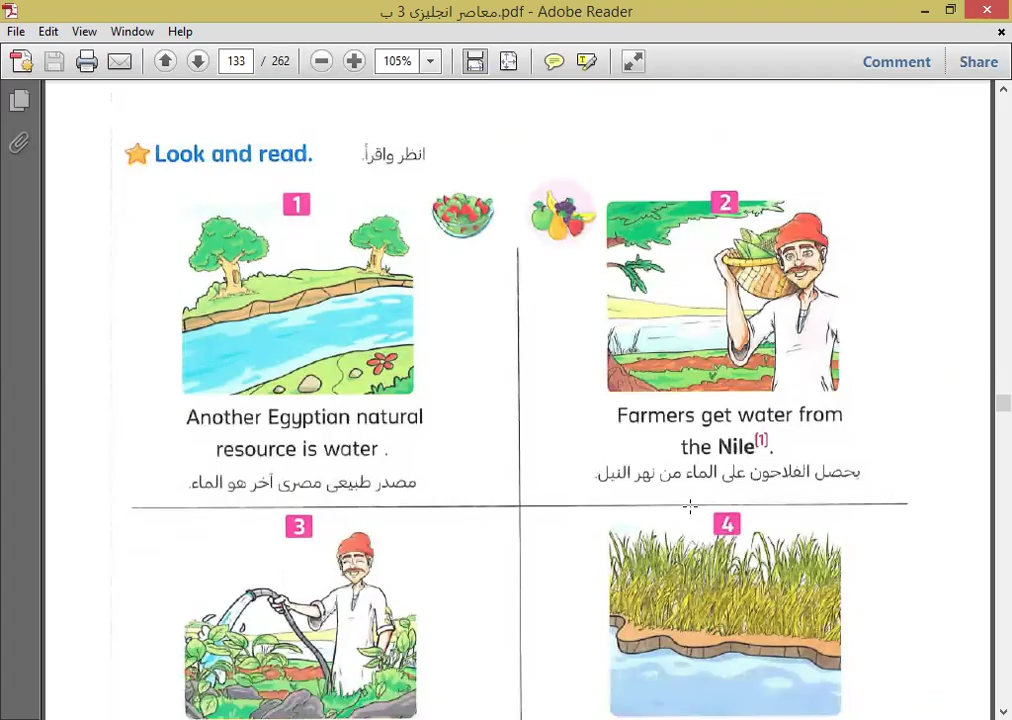 معاصر انجليزى 3 ب.pdf - Adobe Reader
File Edit View Window Help
133 / 262 105% Comment Share
Look and read. انظر واقرأ.
1
2
Another Egyptian natural
resource is water .
مصدر طبيعى مصرى آخر هو الماء.
Farmers get water from
the Nile[1].
يحصل الفلاحون على الماء من نهر النيل.
3
4